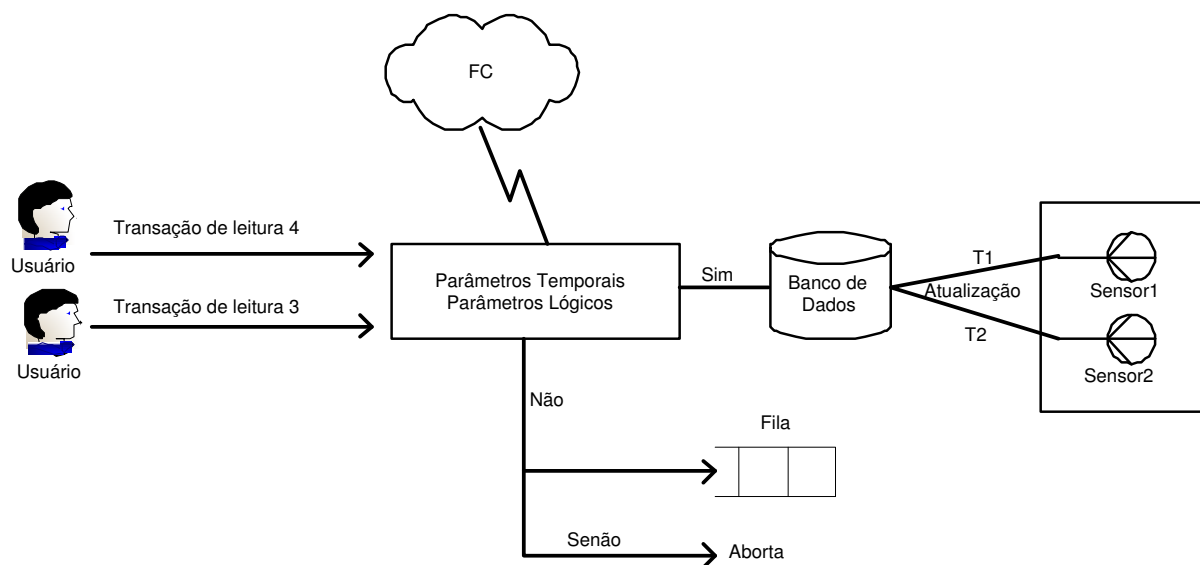 FC
Transação de leitura 4
Usuário
Transação de leitura 3
Usuário
Parâmetros Temporais
Parâmetros Lógicos
Sim
Banco de
Dados
T1
Atualização
T2
Sensor1
Sensor2
Não
Fila
Senão
Aborta